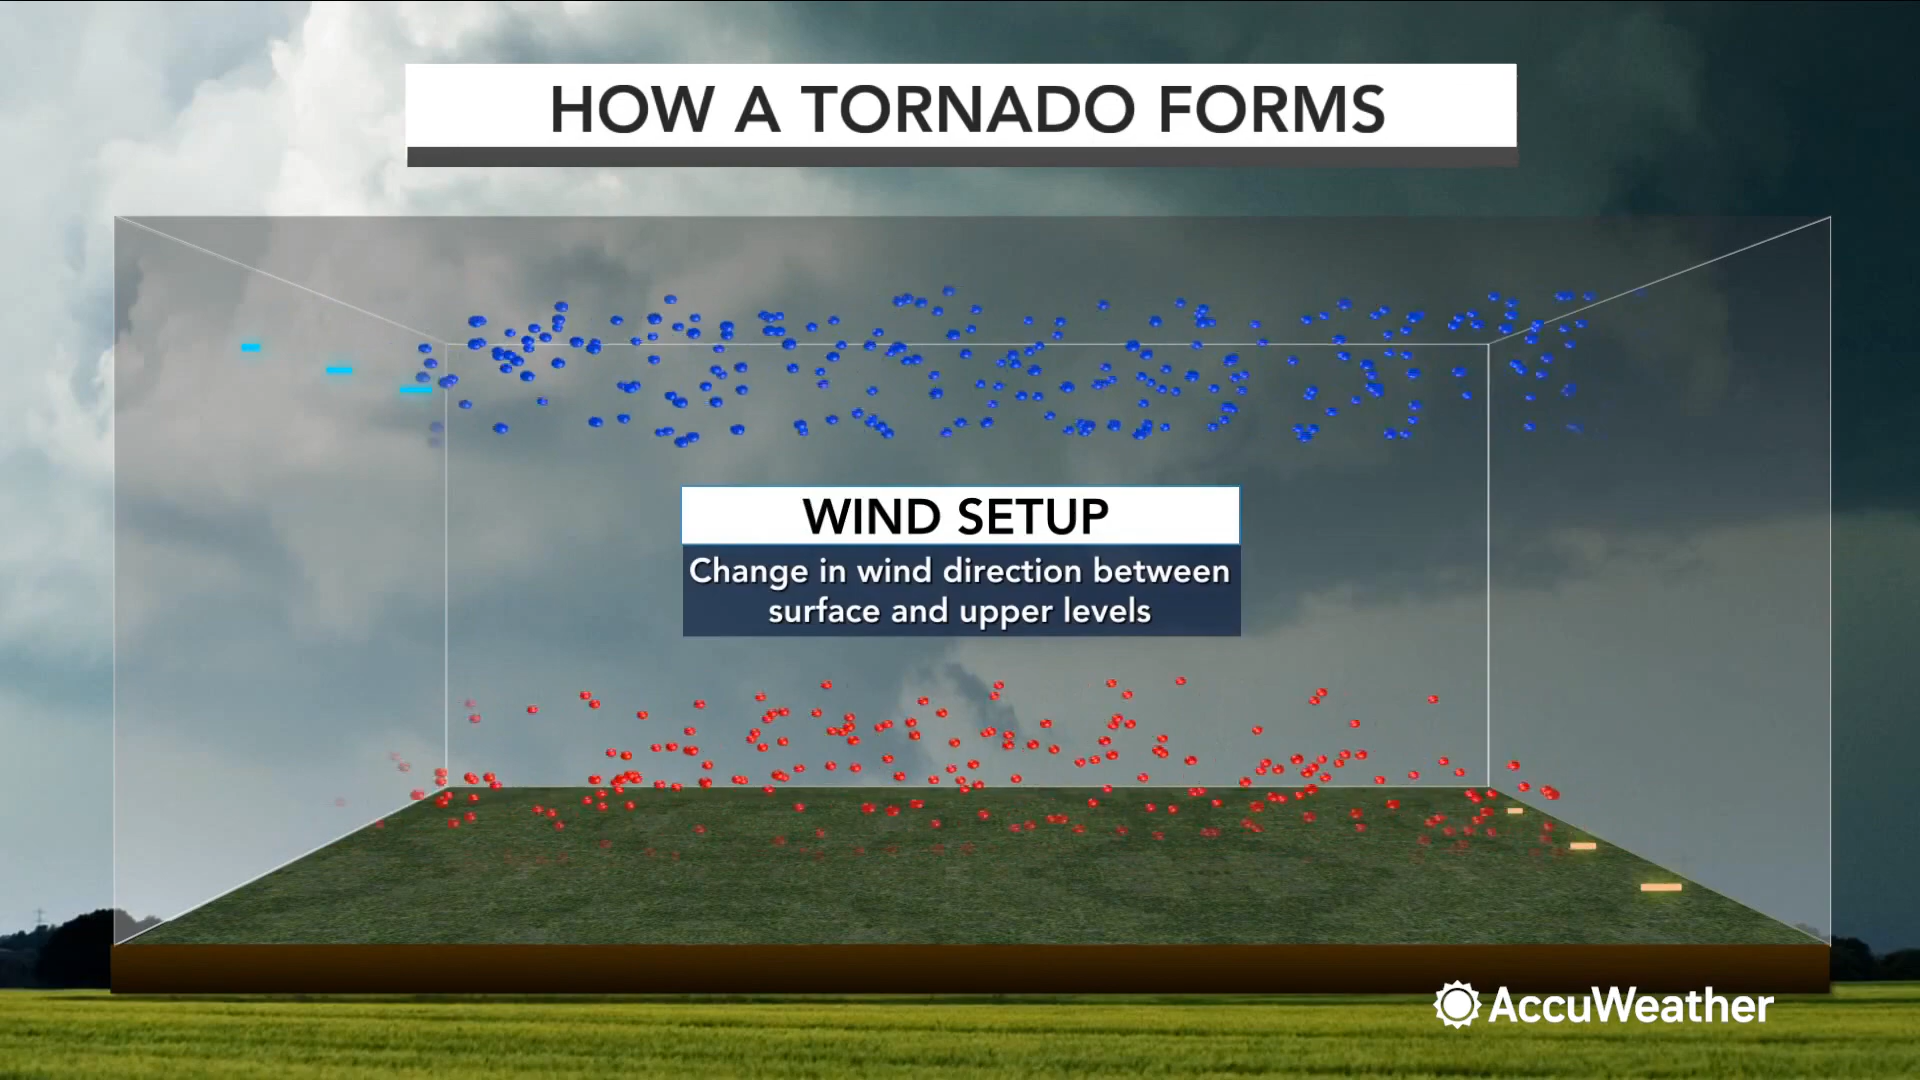 HOW A TORNADO FORMS
WIND SETUP
Change in wind direction between
surface and upper levels
AccuWeather